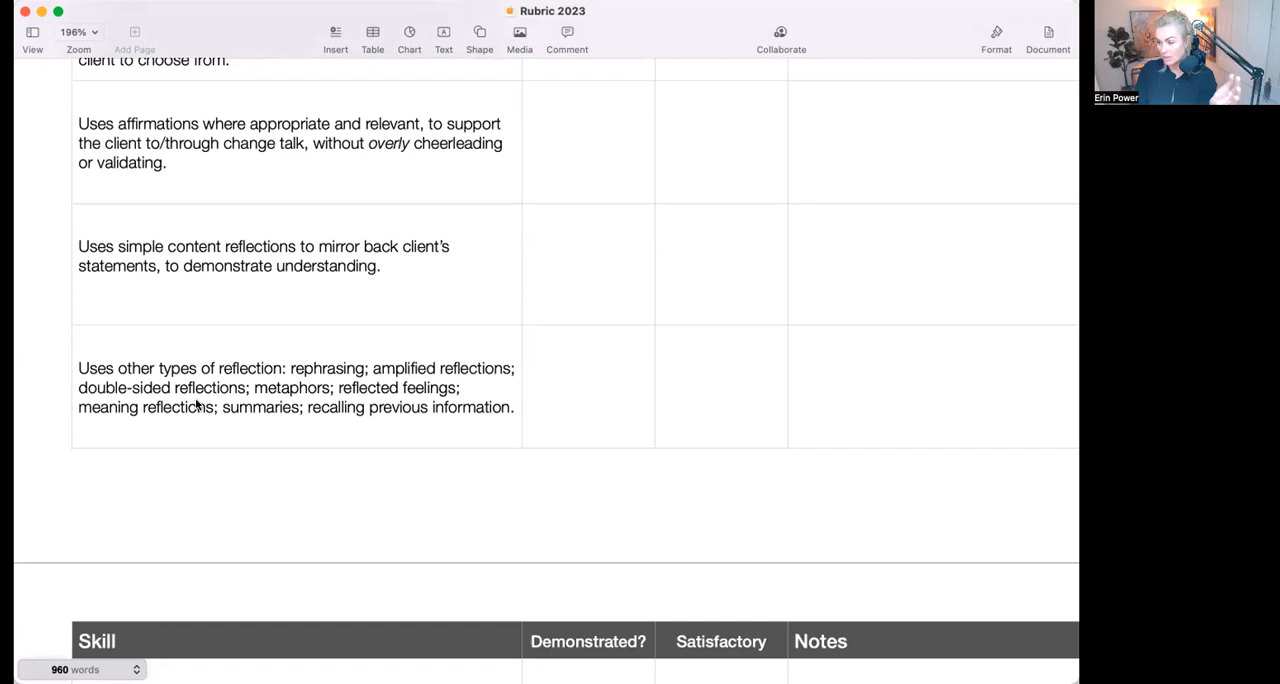 Rubric 2023
196%
View
Zoom
Add Page
Insert
Table
Chart
Text
Shape
Media
Comment
Collaborate
Format
Document
Erin Power
client to choose from.
Uses affirmations where appropriate and relevant, to support
the client to/through change talk, without overly cheerleading
or validating.
Uses simple content reflections to mirror back client's
statements, to demonstrate understanding.
Uses other types of reflection: rephrasing; amplified reflections;
double-sided reflections; metaphors; reflected feelings;
meaning reflections; summaries; recalling previous information.
Skill
Demonstrated?
Satisfactory
Notes
960 words